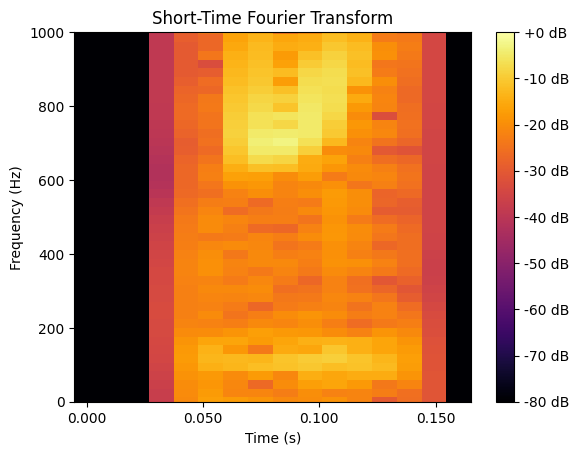 Short-Time Fourier Transform
1000
800
600
400
200
0
Frequency (Hz)
0.000
0.050
0.100
0.150
Time (s)
+0 dB
-10 dB
-20 dB
-30 dB
-40 dB
-50 dB
-60 dB
-70 dB
-80 dB